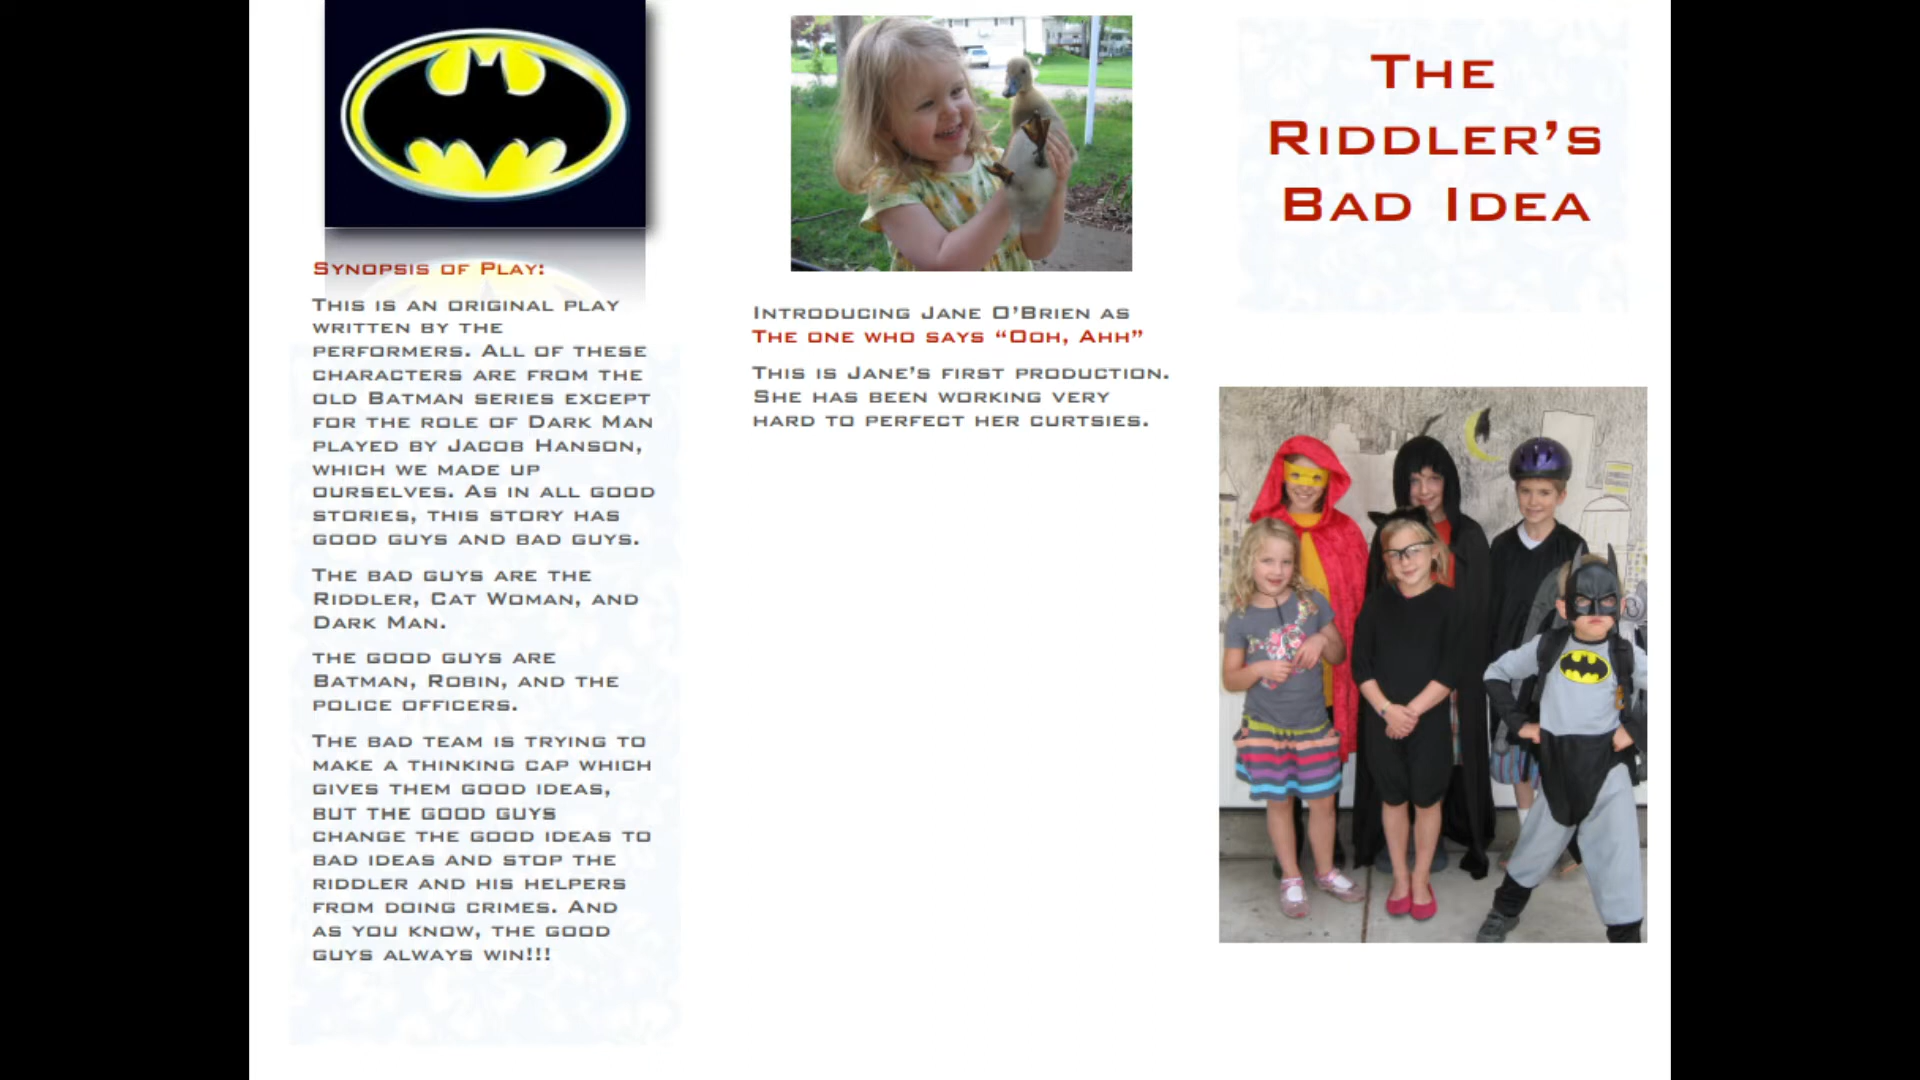 Synopsis of Play:
This is an original play
written by the
performers. All of these
characters are from the
old Batman series except
for the role of Dark Man
played by Jacob Hanson,
which we made up
ourselves. As in all good
stories, this story has
good guys and bad guys.
The bad guys are the
Riddler, Cat Woman, and
Dark Man.
the good guys are
Batman, Robin, and the
police officers.
The bad team is trying to
make a thinking cap which
gives them good ideas,
but the good guys
change the good ideas to
bad ideas and stop the
riddler and his helpers
from doing crimes. And
as you know, the good
guys always win!!!
Introducing Jane O’Brien as
The one who says “Ooh, Ahh”
This is Jane’s first production.
She has been working very
hard to perfect her curtsies.
The
Riddler’s
Bad Idea